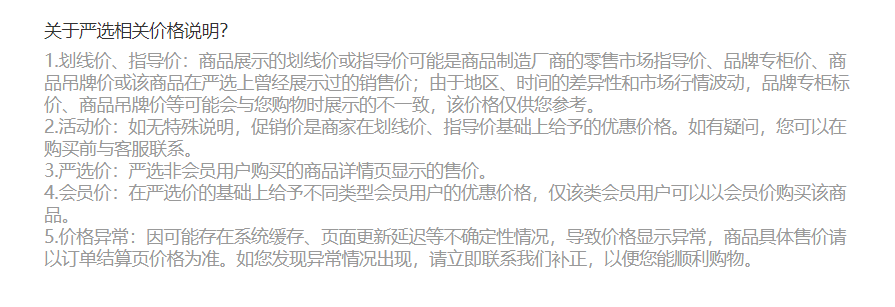 关于严选相关价格说明？
1.划线价、指导价：商品展示的划线价或指导价可能是商品制造厂商的零售市场指导价、品牌专柜价、商
品吊牌价或该商品在严选上曾经展示过的销售价；由于地区、时间的差异性和市场行情波动，品牌专柜标
价、商品吊牌价等可能会与您购物时展示的不一致，该价格仅供您参考。
2.活动价：如无特殊说明，促销价是商家在划线价、指导价基础上给予的优惠价格。如有疑问，您可以在
购买前与客服联系。
3.严选价：严选非会员用户购买的商品详情页显示的售价。
4.会员价：在严选价的基础上给予不同类型会员用户的优惠价格，仅该类会员用户可以以会员价购买该商
品。
5.价格异常：因可能存在系统缓存、页面更新延迟等不确定性情况，导致价格显示异常，商品具体售价请
以订单结算页价格为准。如您发现异常情况出现，请立即联系我们补正，以便您能顺利购物。